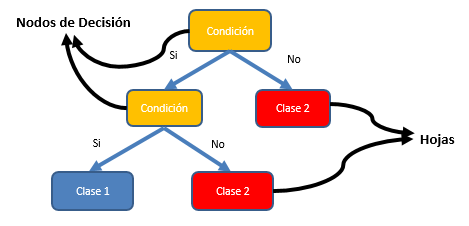 Nodos de Decisión
Condición
Si
No
Condición
Clase 2
Hojas
Si
No
Clase 1
Clase 2